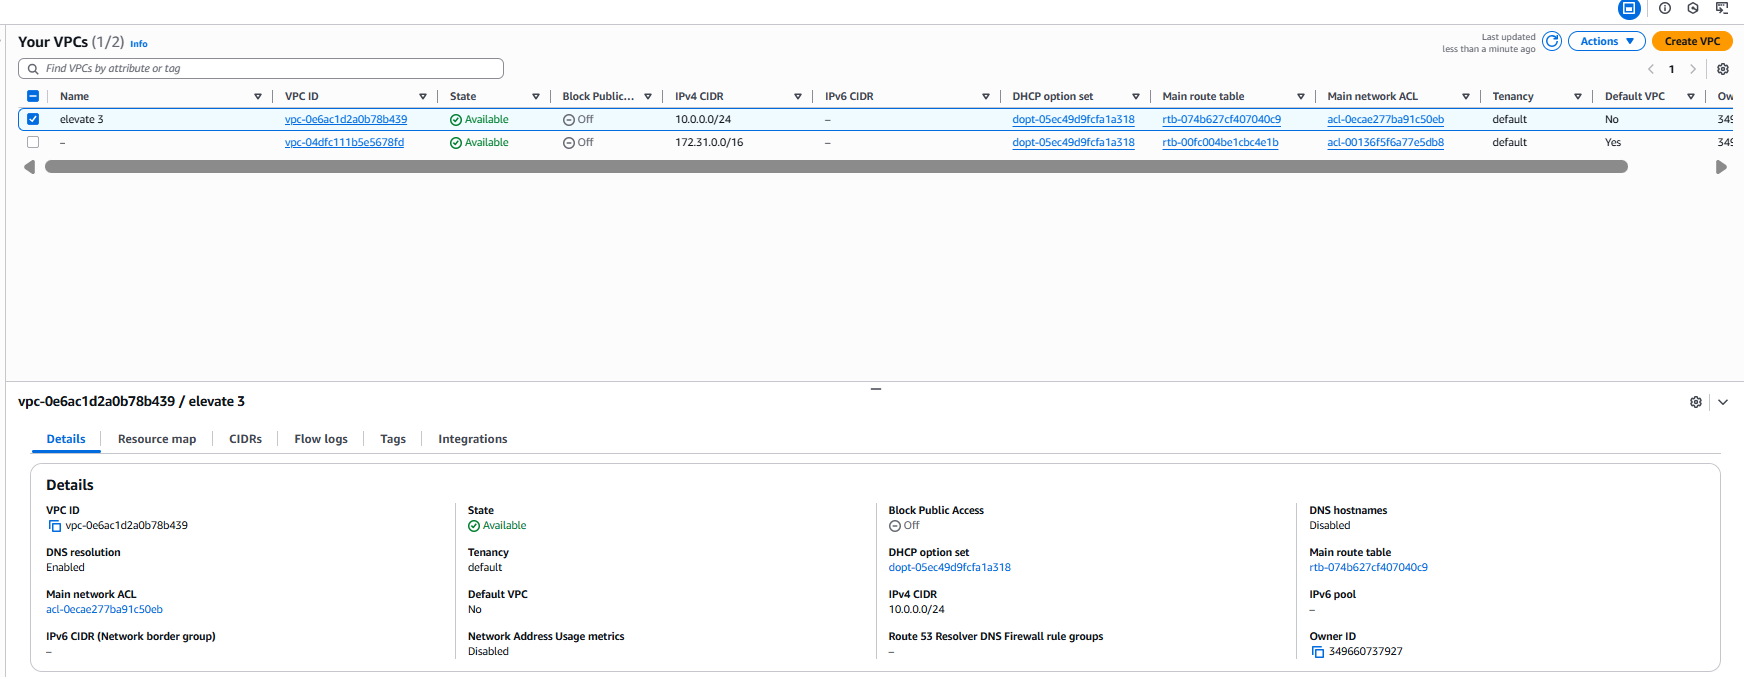 Your VPCs (1/2) Info
Last updated
less than a minute ago
Actions
Create VPC
Find VPCs by attribute or tag
1
Name VPC ID State Block Public... IPv4 CIDR IPv6 CIDR DHCP option set Main route table Main network ACL Tenancy Default VPC Ow
elevate 3 vpc-0e6ac1d2a0b78b439 Available Off 10.0.0.0/24 – dopt-05ec49d9fcfa1a318 rtb-074b627cf407040c9 acl-0ecae277ba91c50eb default No 349
– vpc-04dfc111b5e5678fd Available Off 172.31.0.0/16 – dopt-05ec49d9fcfa1a318 rtb-00fc004be1cbc4e1b acl-00136f5f6a77e5db8 default Yes 349
vpc-0e6ac1d2a0b78b439 / elevate 3
Details Resource map CIDRs Flow logs Tags Integrations
Details
VPC ID State Block Public Access DNS hostnames
vpc-0e6ac1d2a0b78b439 Available Off Disabled
DNS resolution Tenancy DHCP option set Main route table
Enabled default dopt-05ec49d9fcfa1a318 rtb-074b627cf407040c9
Main network ACL Default VPC IPv4 CIDR IPv6 pool
acl-0ecae277ba91c50eb No 10.0.0.0/24 –
IPv6 CIDR (Network border group) Network Address Usage metrics Route 53 Resolver DNS Firewall rule groups Owner ID
– Disabled – 349660737927